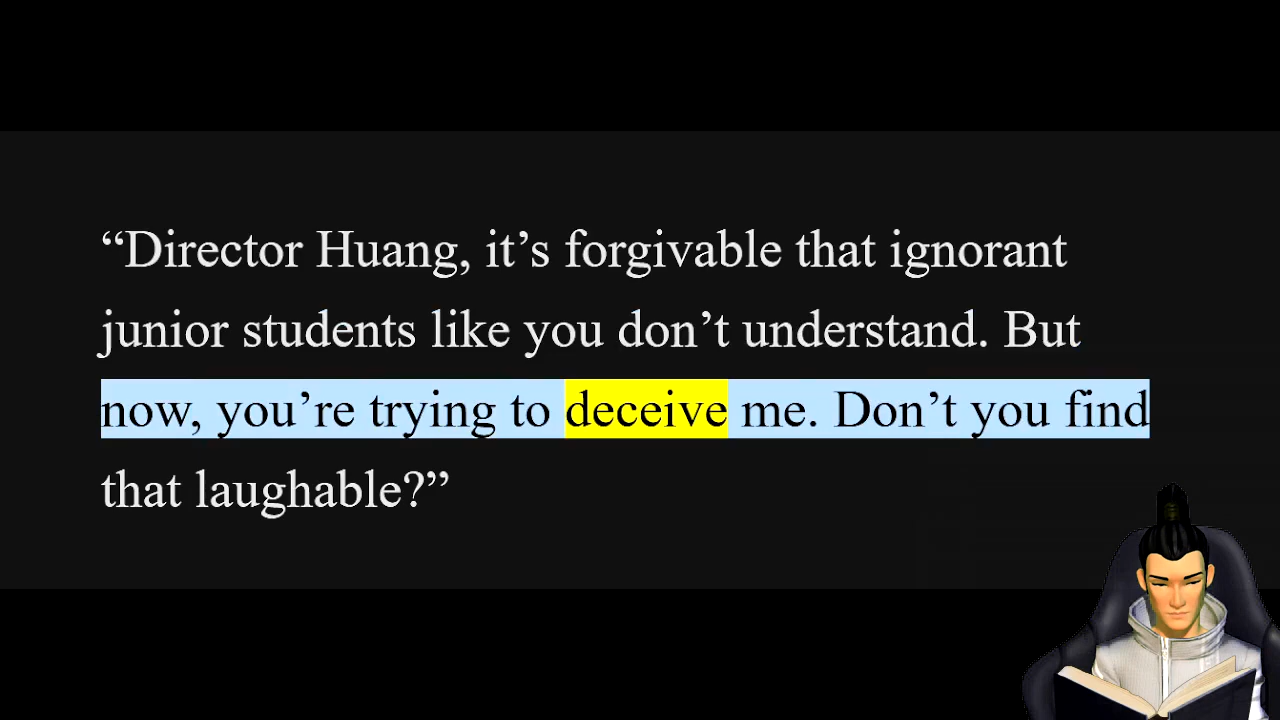 “Director Huang, it’s forgivable that ignorant
junior students like you don’t understand. But
now, you’re trying to deceive me. Don’t you find
that laughable?”